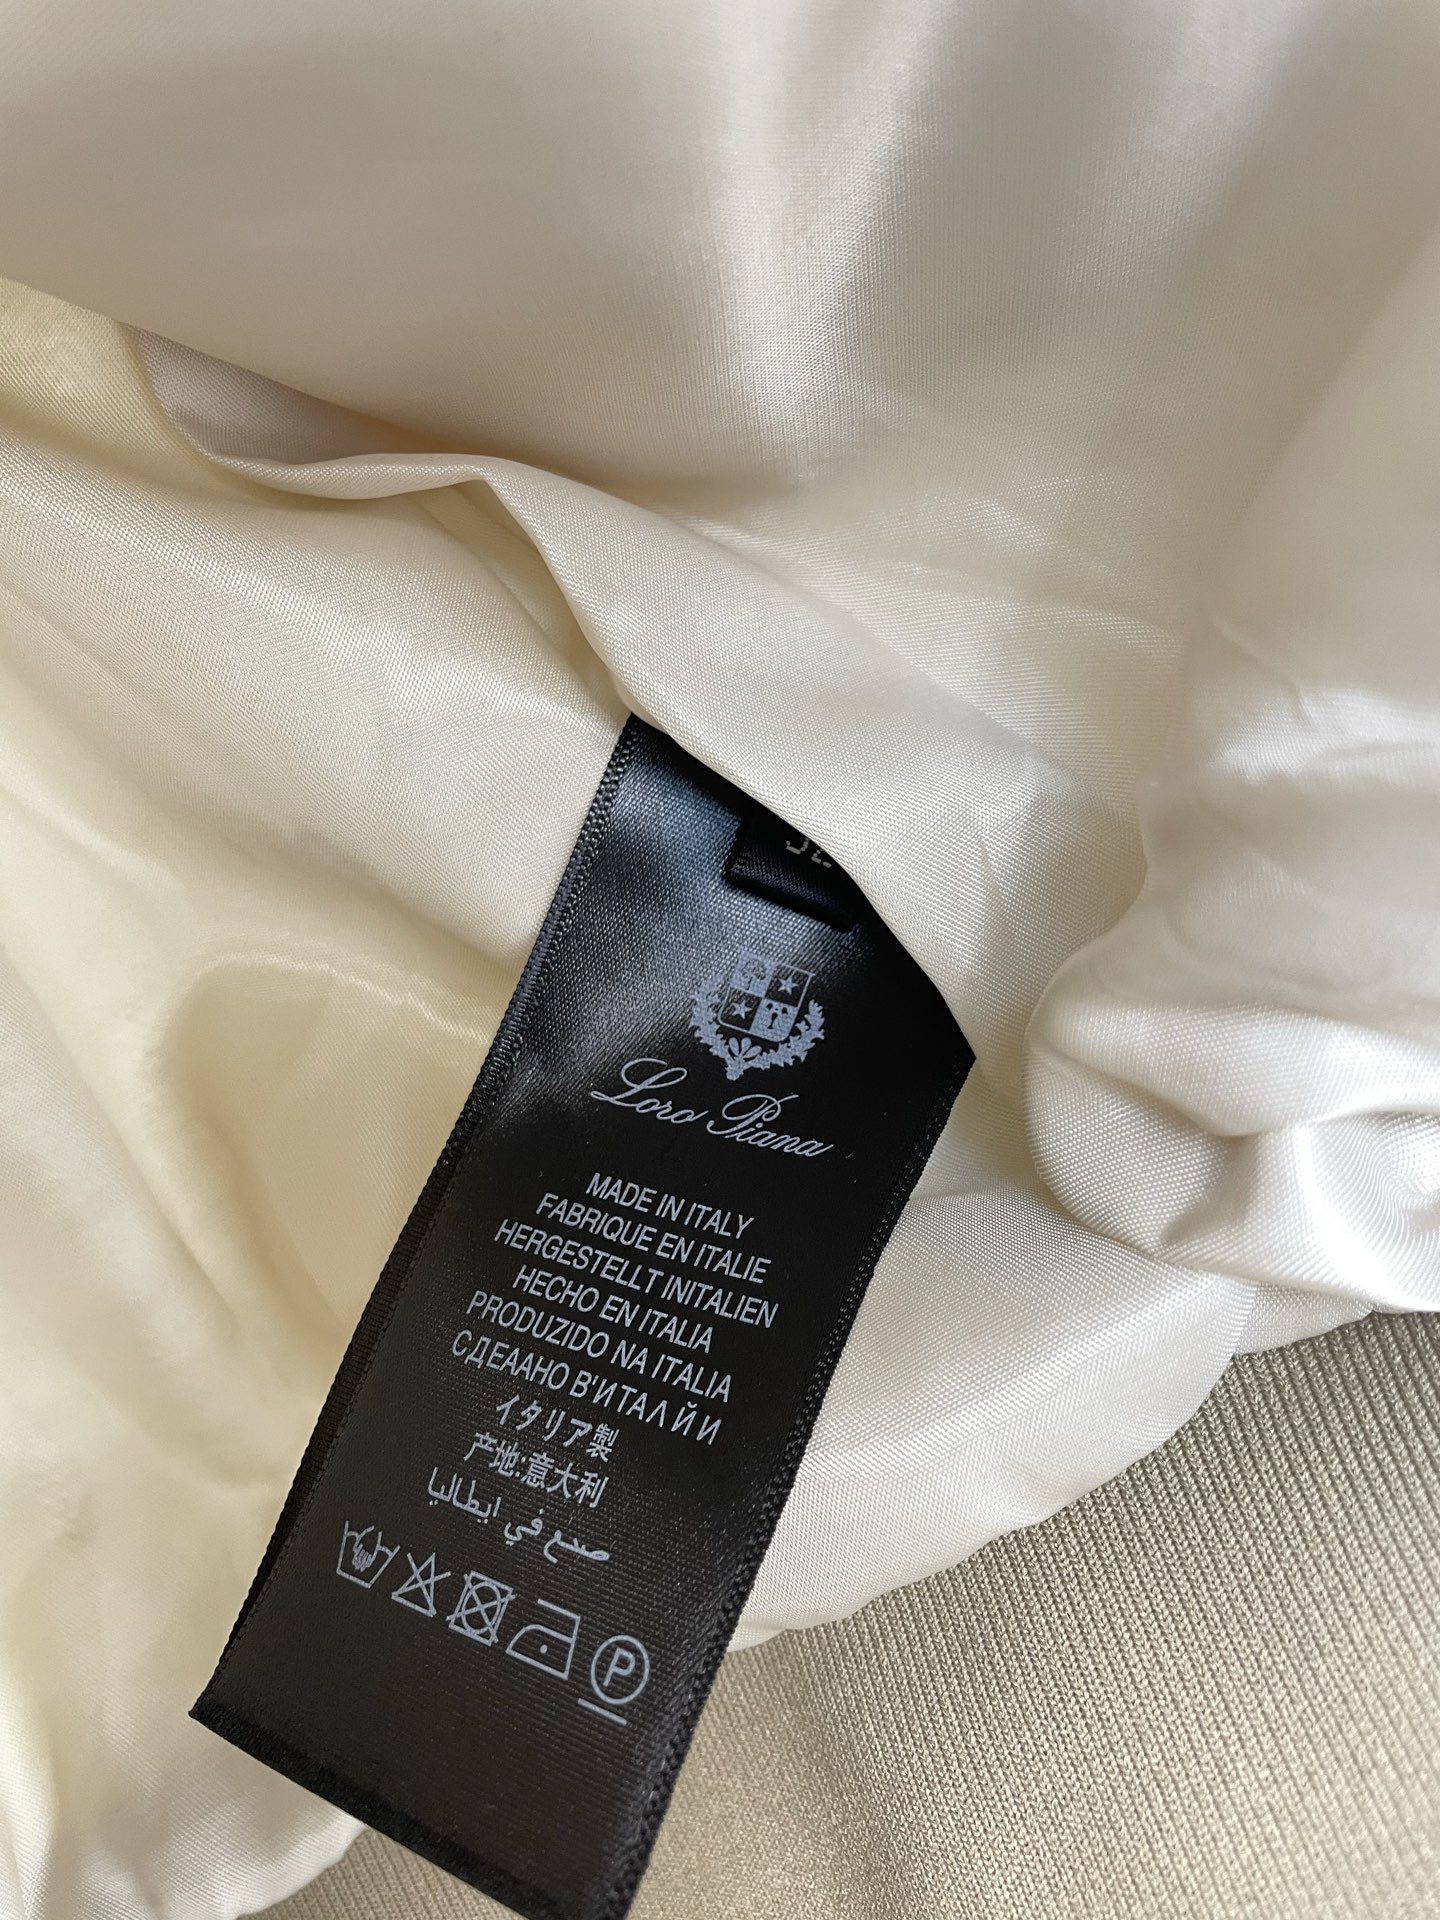 Loro Piana
MADE IN ITALY
FABRIQUE EN ITALIE
HERGESTELLT INITALIEN
HECHO EN ITALIA
PRODUZIDO NA ITALIA
СДЕААНО В'ИТАЛ Й И
イタリア製
产地:意大利
صنع في ايطاليا
P